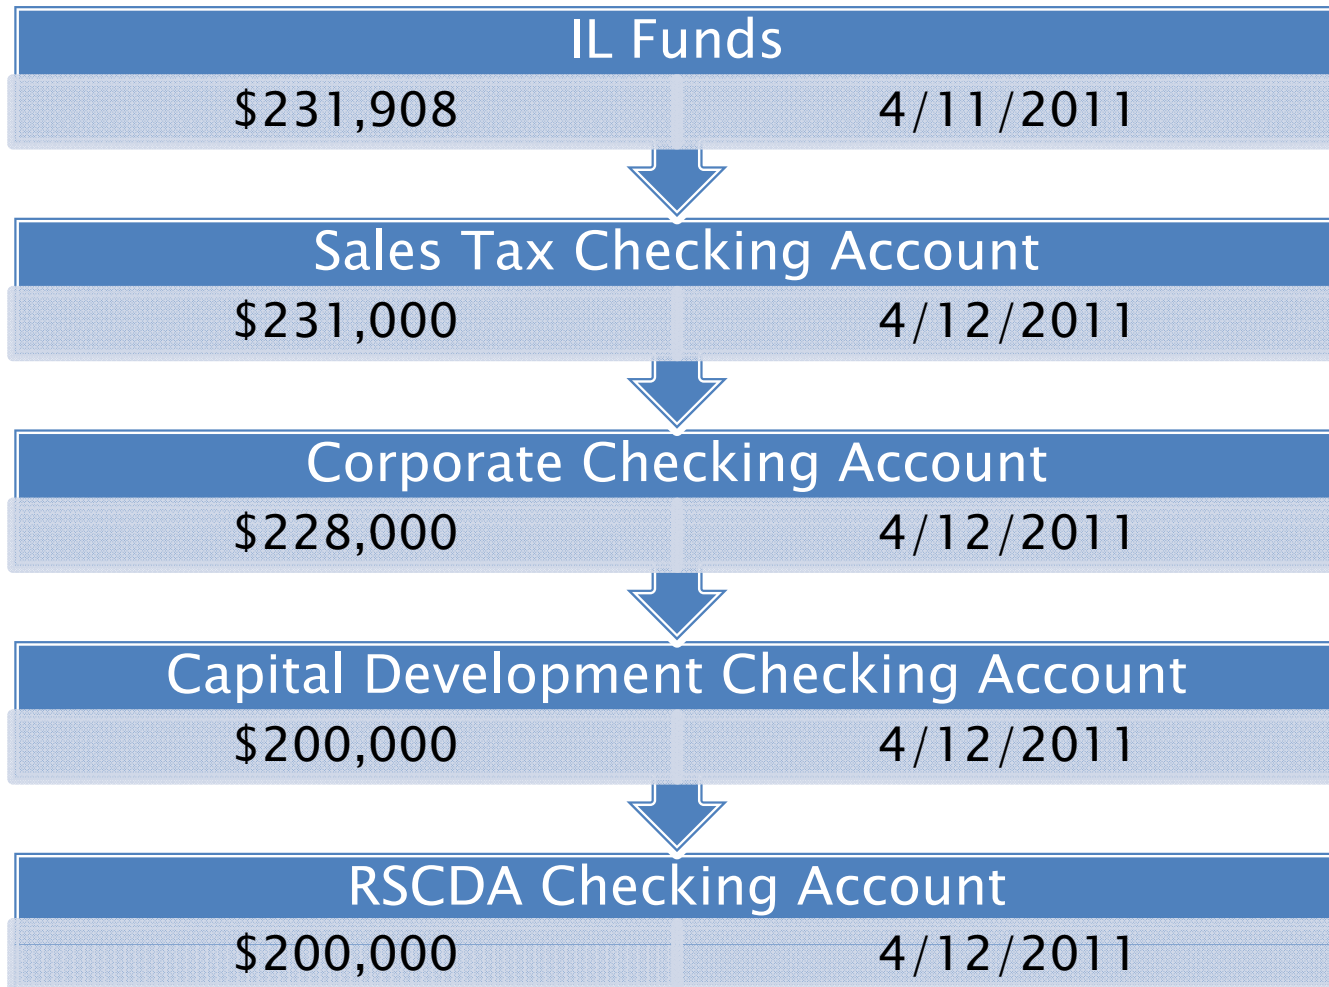 IL Funds
$231,908 4/11/2011
Sales Tax Checking Account
$231,000 4/12/2011
Corporate Checking Account
$228,000 4/12/2011
Capital Development Checking Account
$200,000 4/12/2011
RSCDA Checking Account
$200,000 4/12/2011